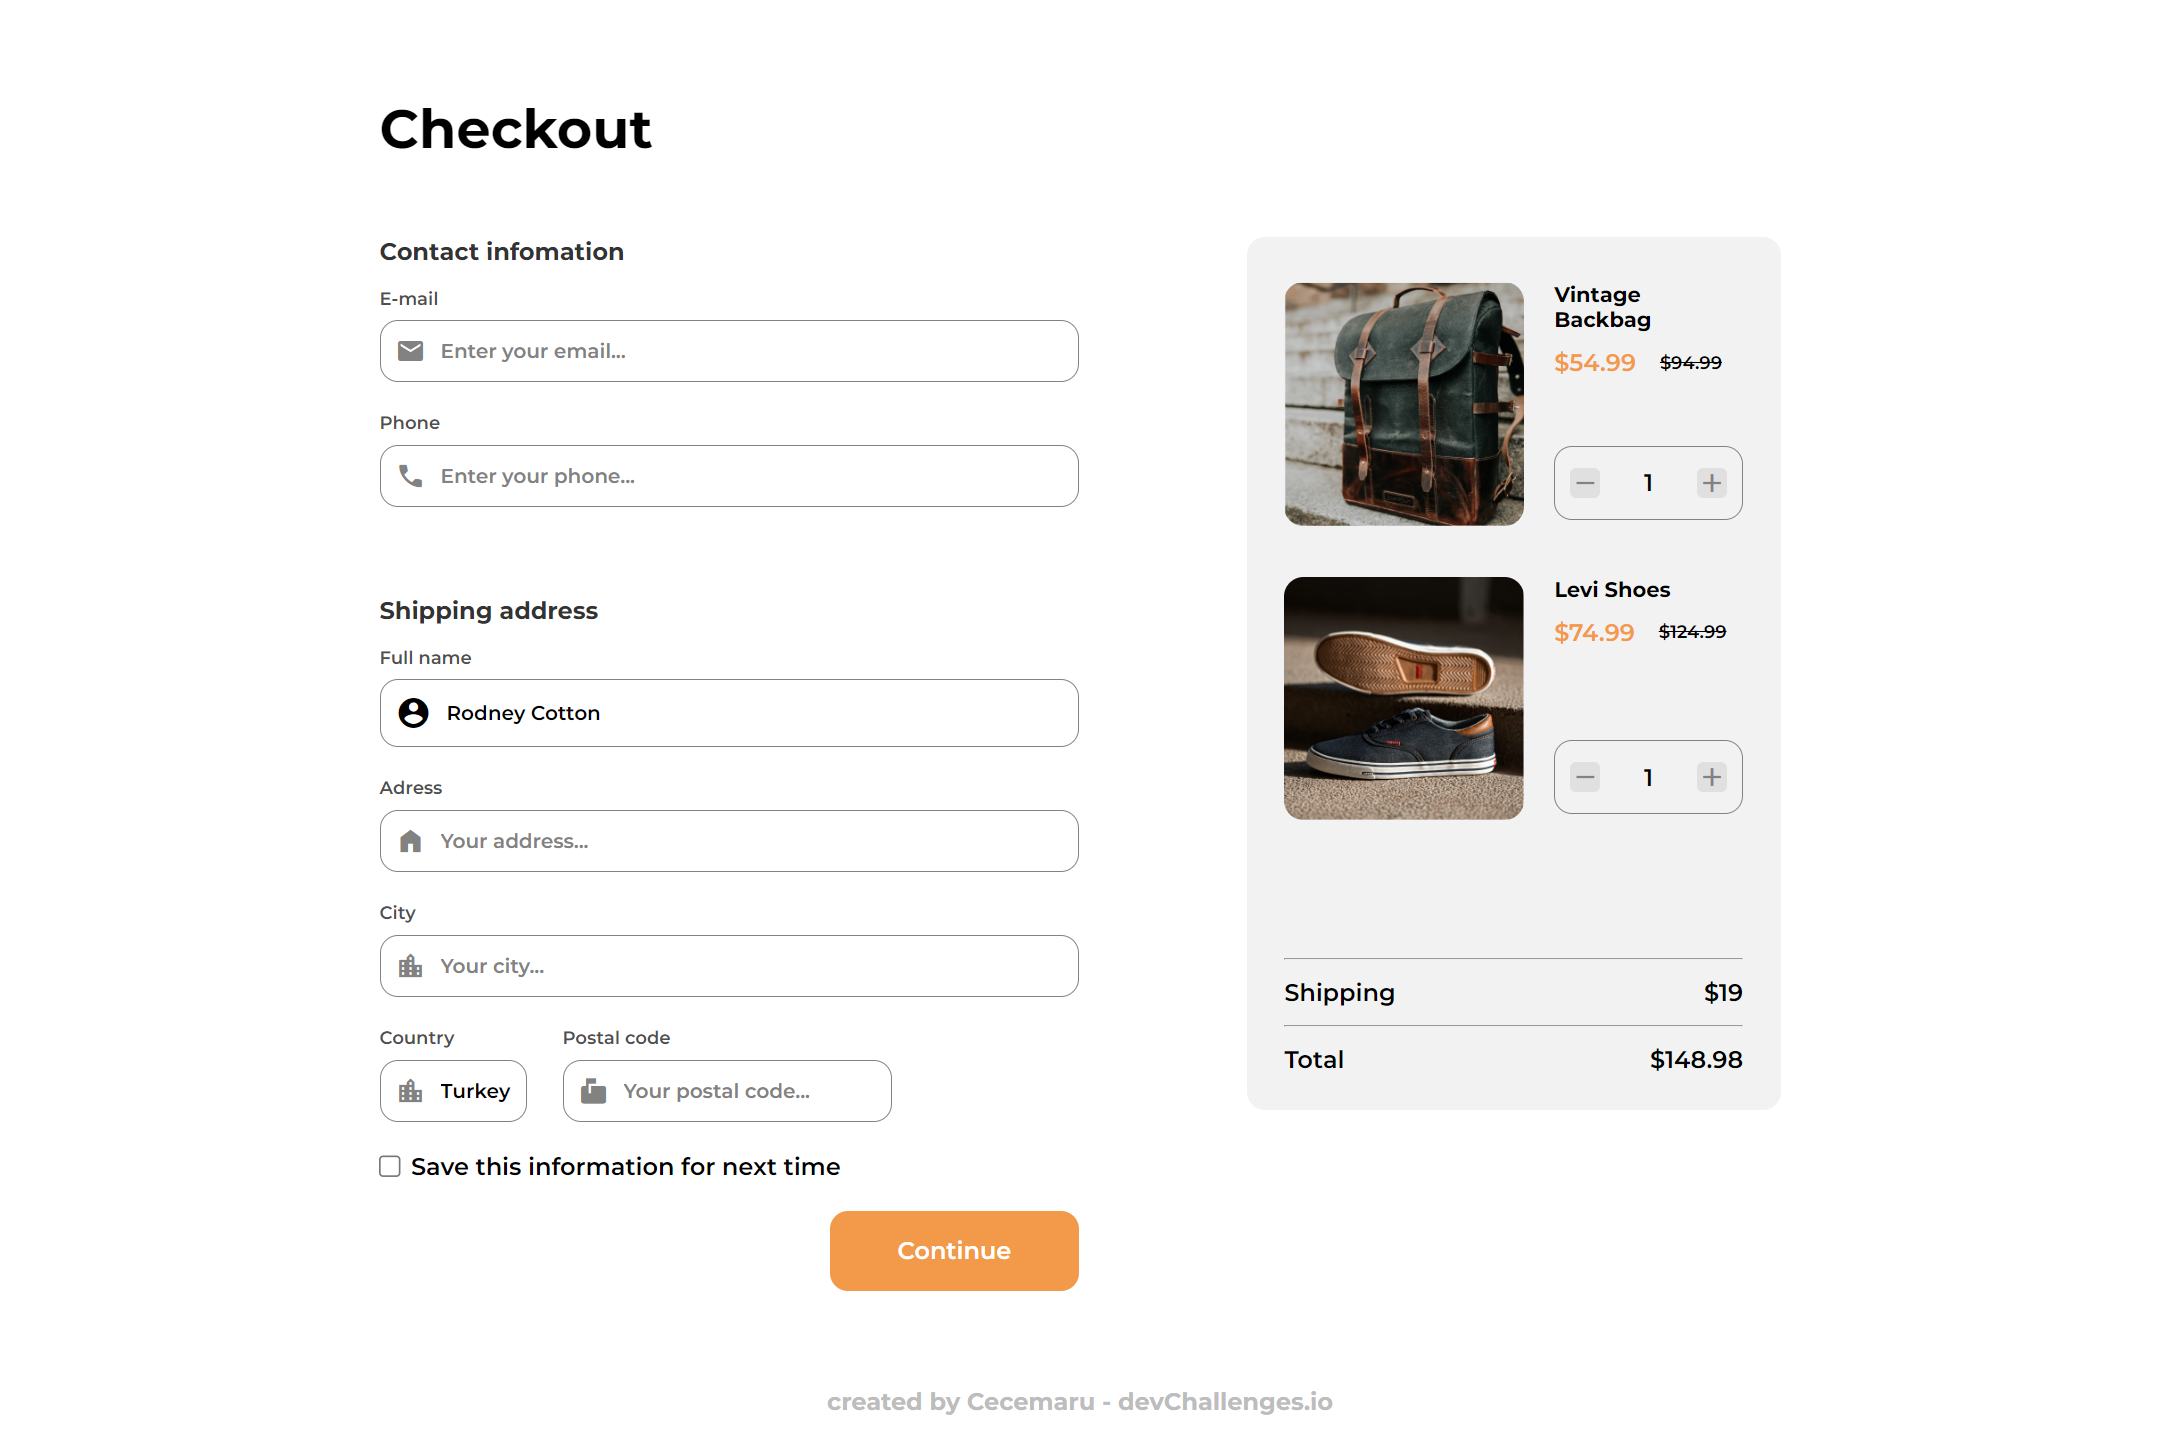 Checkout
Contact infomation
E-mail
Enter your email...
Phone
Enter your phone...
Shipping address
Full name
Rodney Cotton
Adress
Your address...
City
Your city...
Country
Postal code
Turkey
Your postal code...
Save this information for next time
Continue
Vintage
Backbag
$54.99 $94.99
1
Levi Shoes
$74.99 $124.99
1
Shipping $19
Total $148.98
created by Cecemaru - devChallenges.io